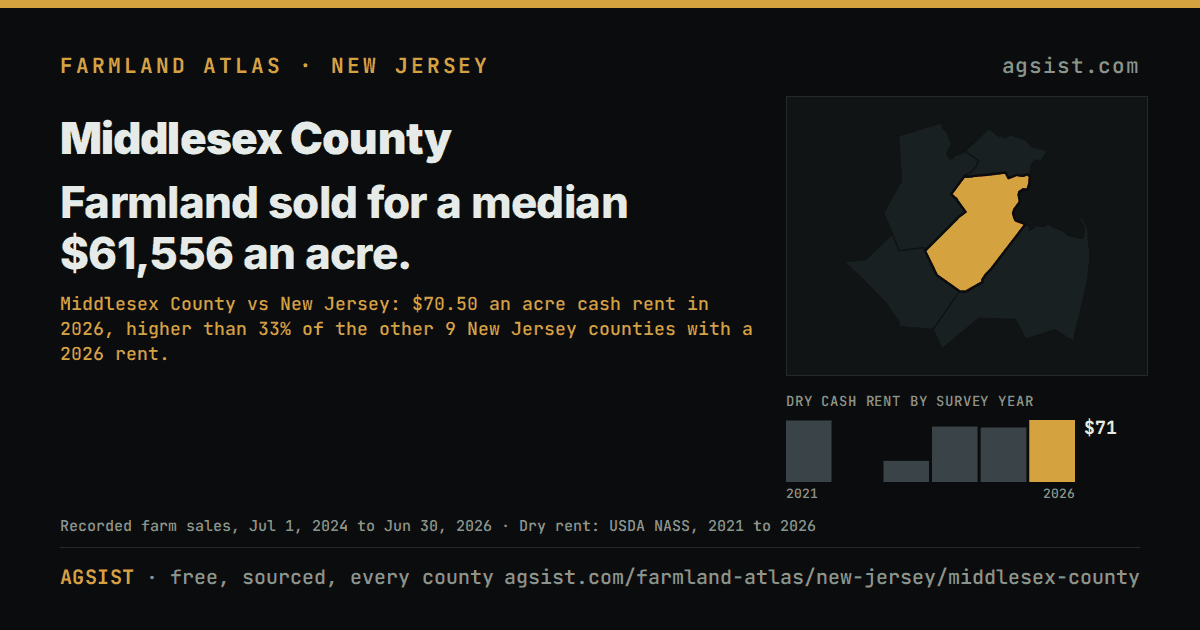 FARMLAND ATLAS · NEW JERSEY
agsist.com
Middlesex County
Farmland sold for a median
$61,556 an acre.
Middlesex County vs New Jersey: $70.50 an acre cash rent in
2026, higher than 33% of the other 9 New Jersey counties with a
2026 rent.
DRY CASH RENT BY SURVEY YEAR
$71
2021
2026
Recorded farm sales, Jul 1, 2024 to Jun 30, 2026 · Dry rent: USDA NASS, 2021 to 2026
AGSIST · free, sourced, every county agsist.com/farmland-atlas/new-jersey/middlesex-county